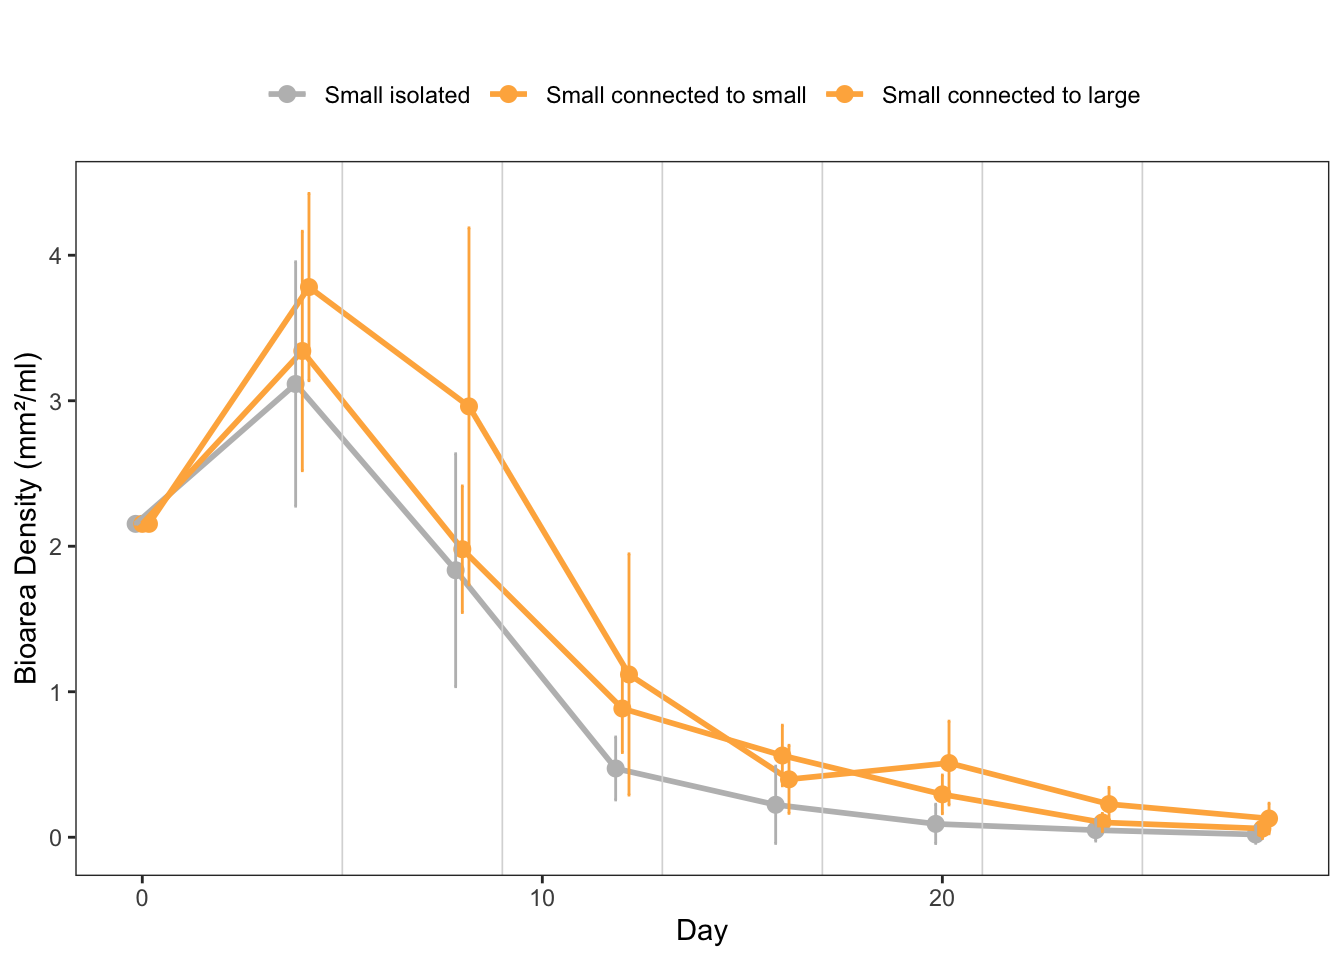 Small isolated Small connected to small Small connected to large
Bioarea Density (mm²/ml)
4
3
2
1
0
0 10 20
Day